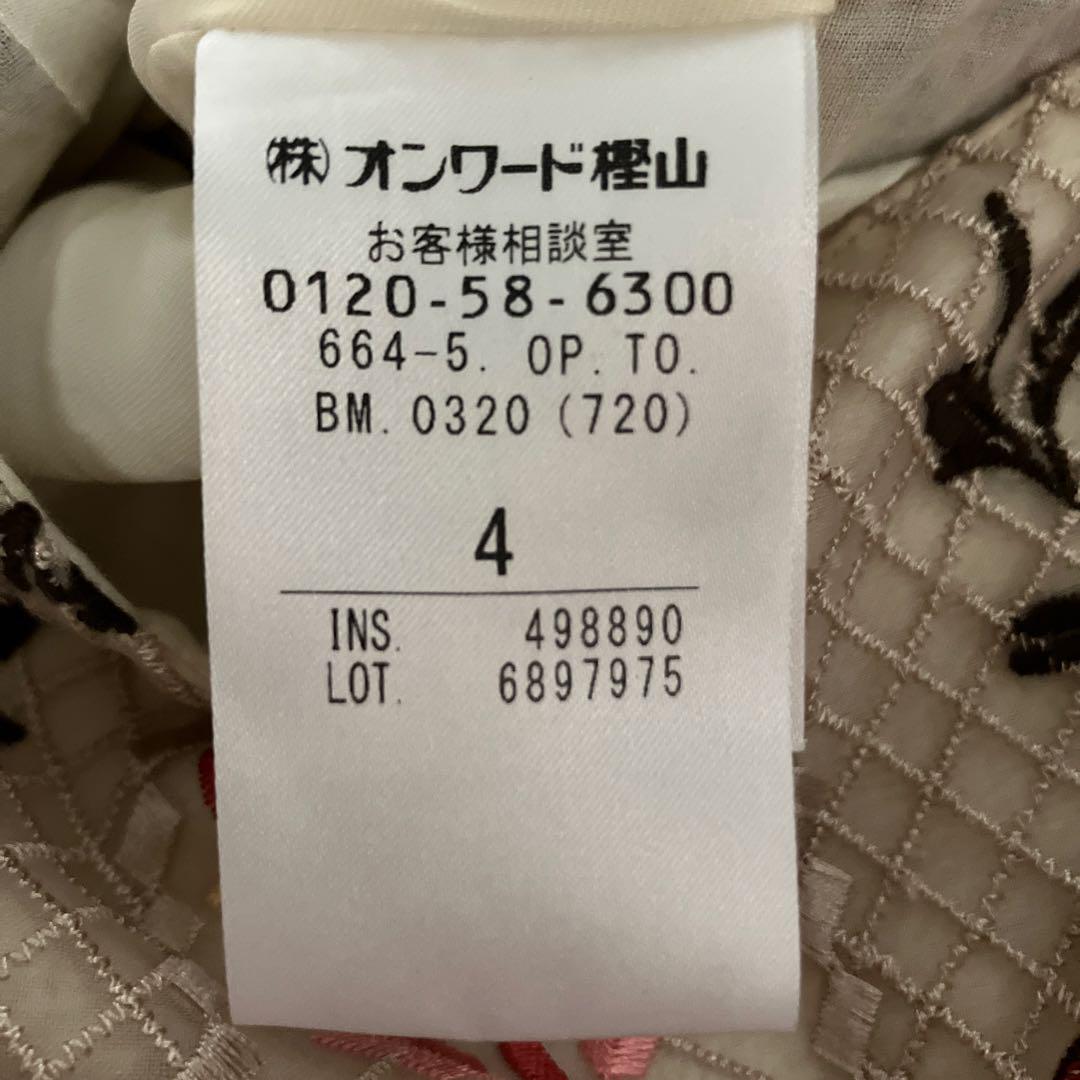 (株)オンワード樫山
お客様相談室
0120-58-6300
664-5. OP. TO.
BM. 0320 (720)
4
INS. 498890
LOT. 6897975